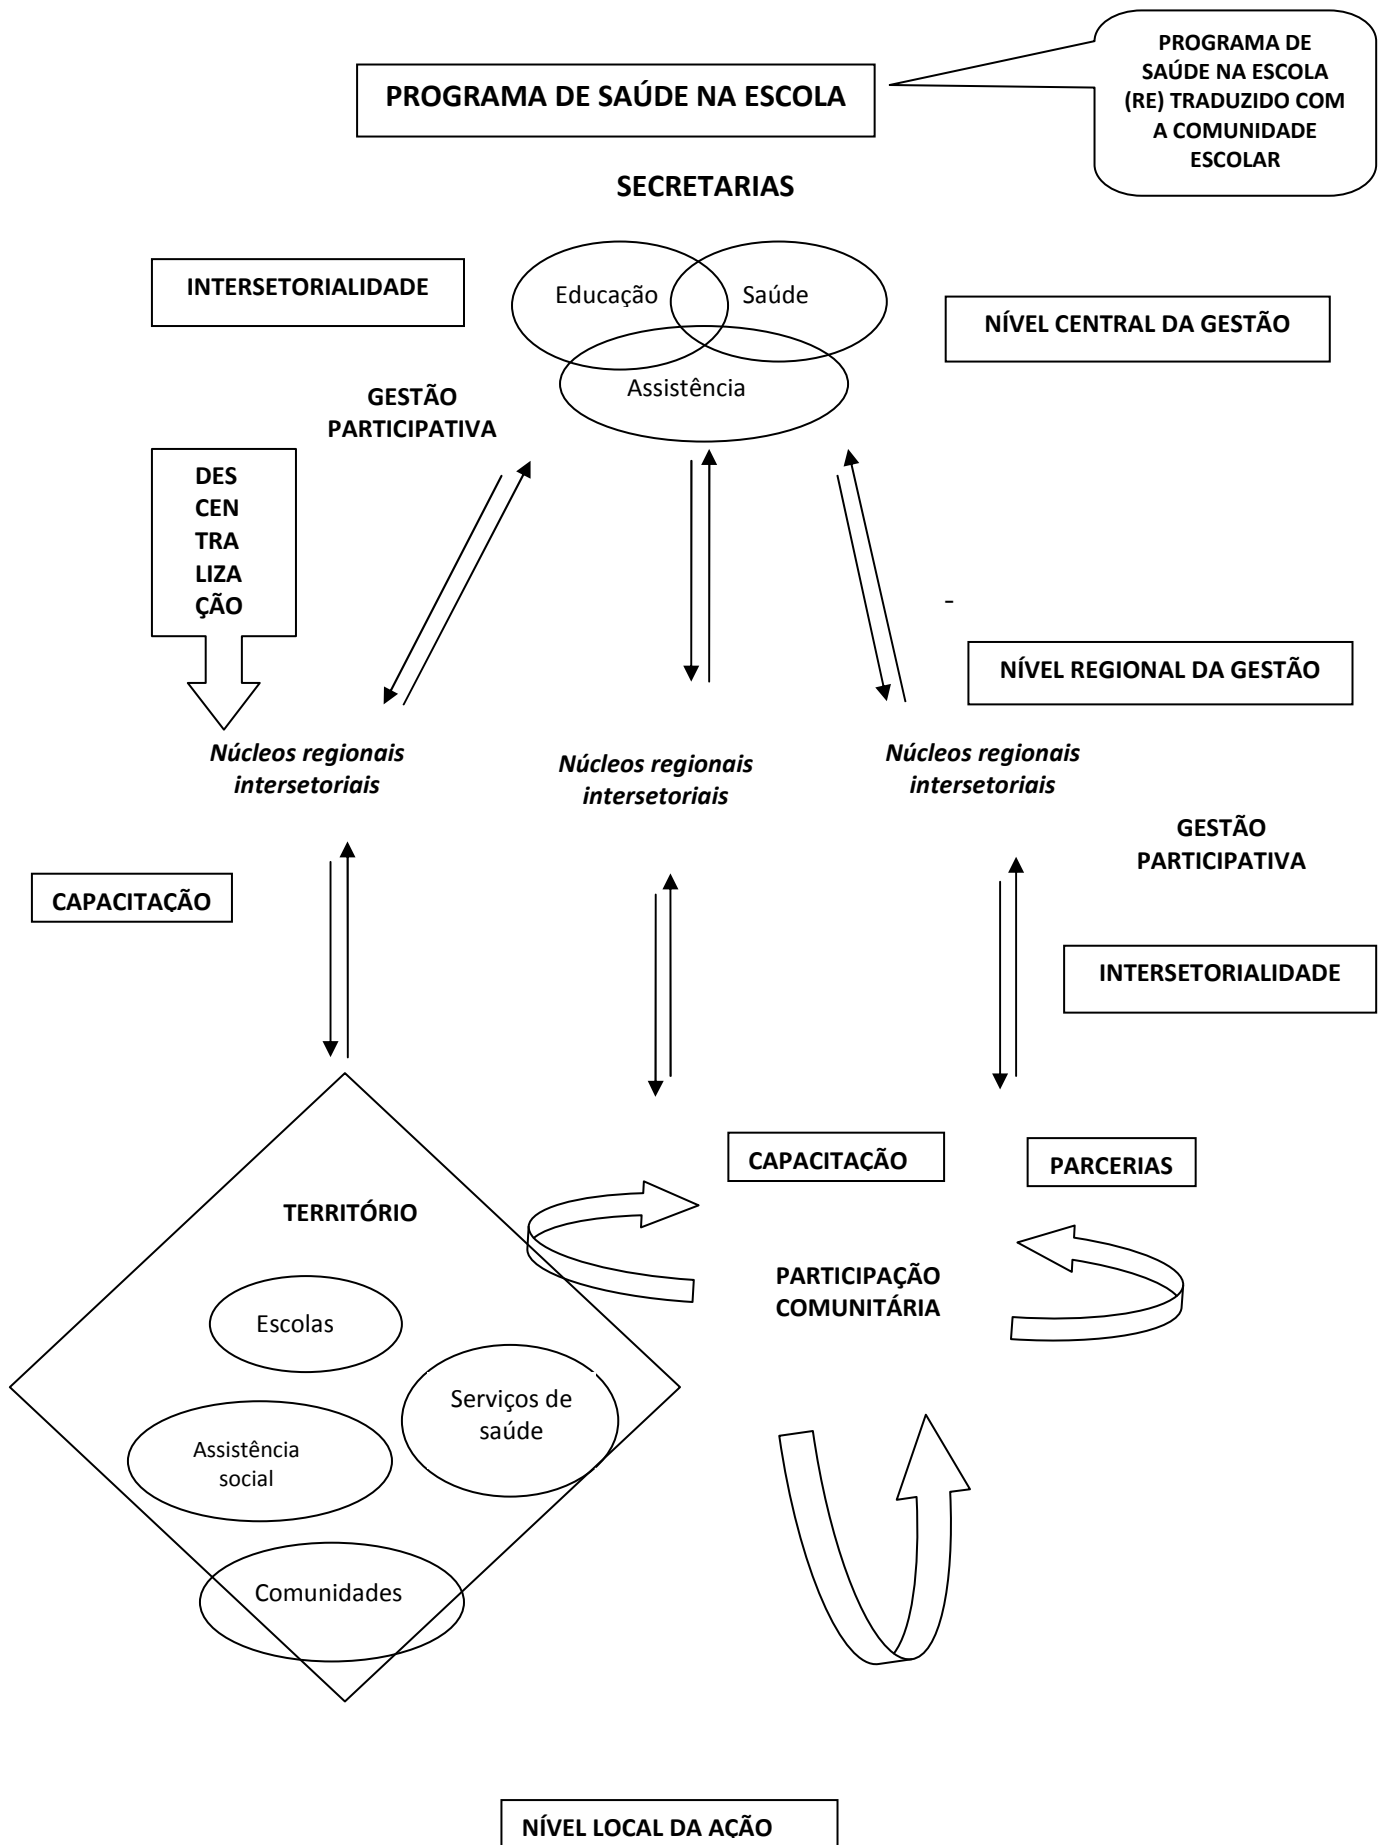 PROGRAMA DE
SAÚDE NA ESCOLA
(RE) TRADUZIDO COM
A COMUNIDADE
ESCOLAR
PROGRAMA DE SAÚDE NA ESCOLA
SECRETARIAS
INTERSETORIALIDADE
Educação
Saúde
Assistência
NÍVEL CENTRAL DA GESTÃO
GESTÃO
PARTICIPATIVA
DES
CEN
TRA
LIZA
ÇÃO
-
NÍVEL REGIONAL DA GESTÃO
Núcleos regionais
intersetoriais
Núcleos regionais
intersetoriais
Núcleos regionais
intersetoriais
GESTÃO
PARTICIPATIVA
CAPACITAÇÃO
INTERSETORIALIDADE
CAPACITAÇÃO
PARCERIAS
TERRITÓRIO
PARTICIPAÇÃO
COMUNITÁRIA
Escolas
Serviços de
saúde
Assistência
social
Comunidades
NÍVEL LOCAL DA AÇÃO